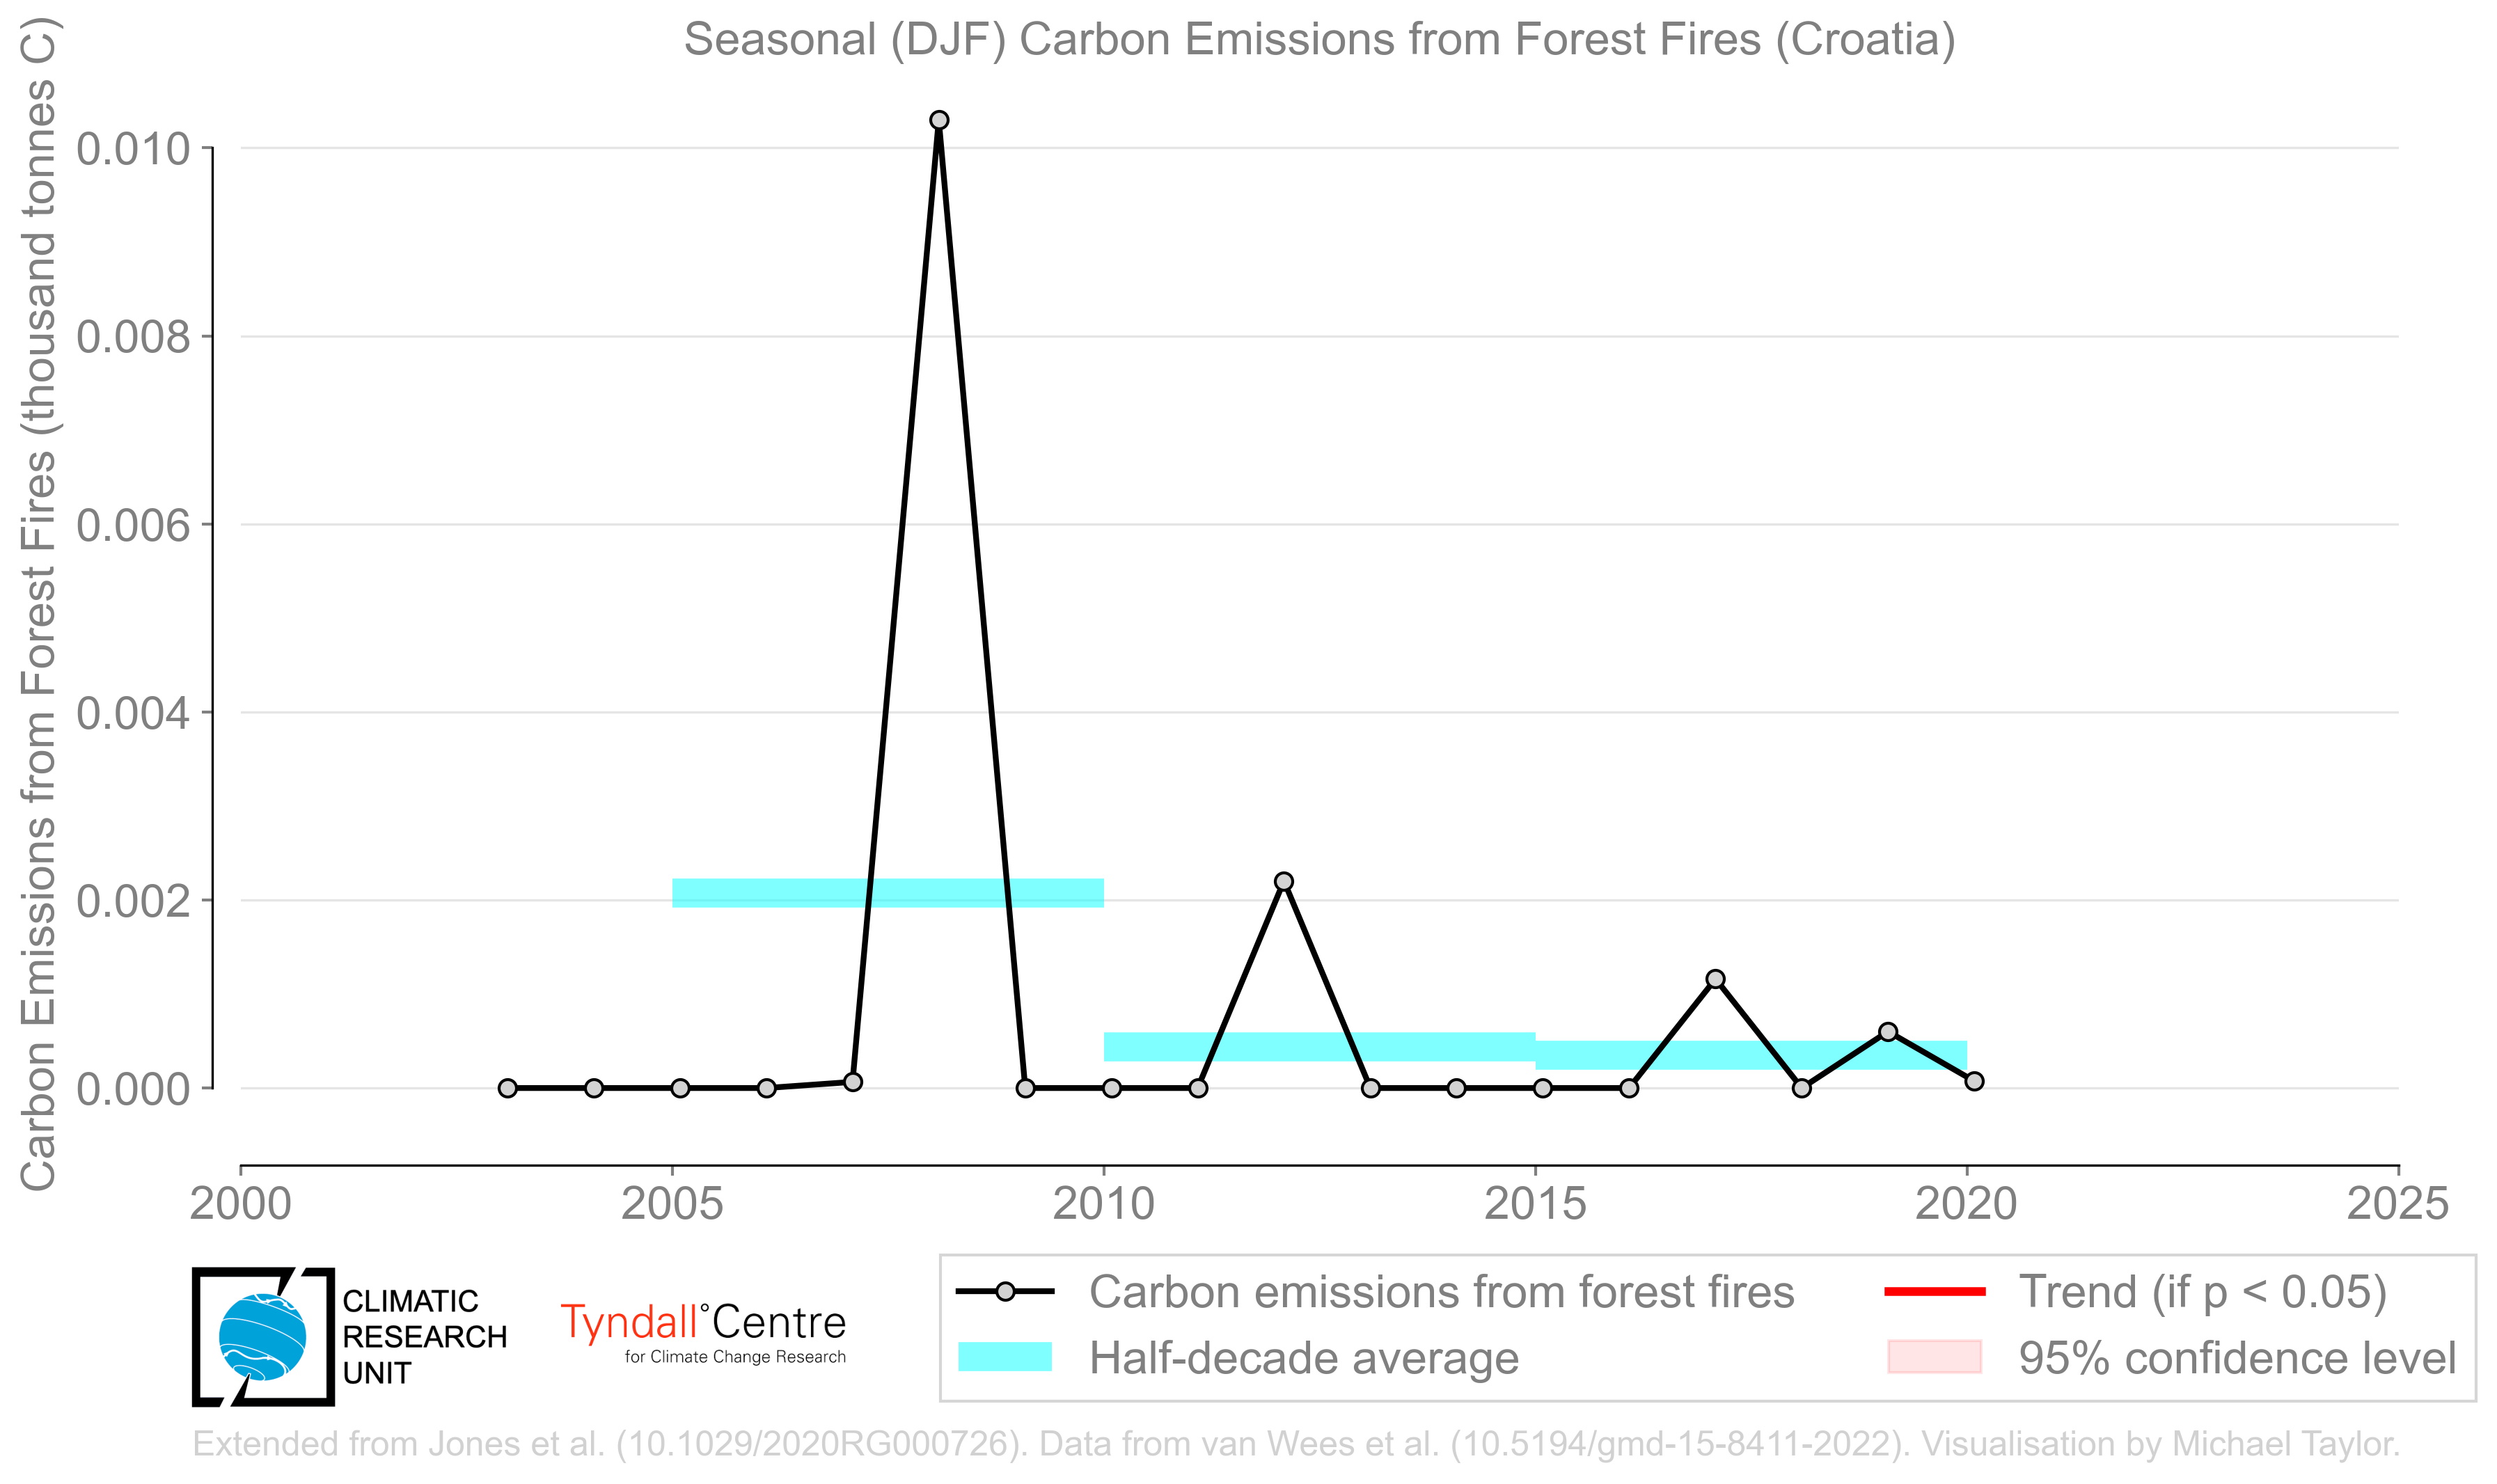 Seasonal (DJF) Carbon Emissions from Forest Fires (Croatia)
Carbon Emissions from Forest Fires (thousand tonnes C)
0.010
0.008
0.006
0.004
0.002
0.000
2000 2005 2010 2015 2020 2025
CLIMATIC
RESEARCH
UNIT
Tyndall°Centre
for Climate Change Research
Carbon emissions from forest fires
Half-decade average
Trend (if p < 0.05)
95% confidence level
Extended from Jones et al. (10.1029/2020RG000726). Data from van Wees et al. (10.5194/gmd-15-8411-2022). Visualisation by Michael Taylor.